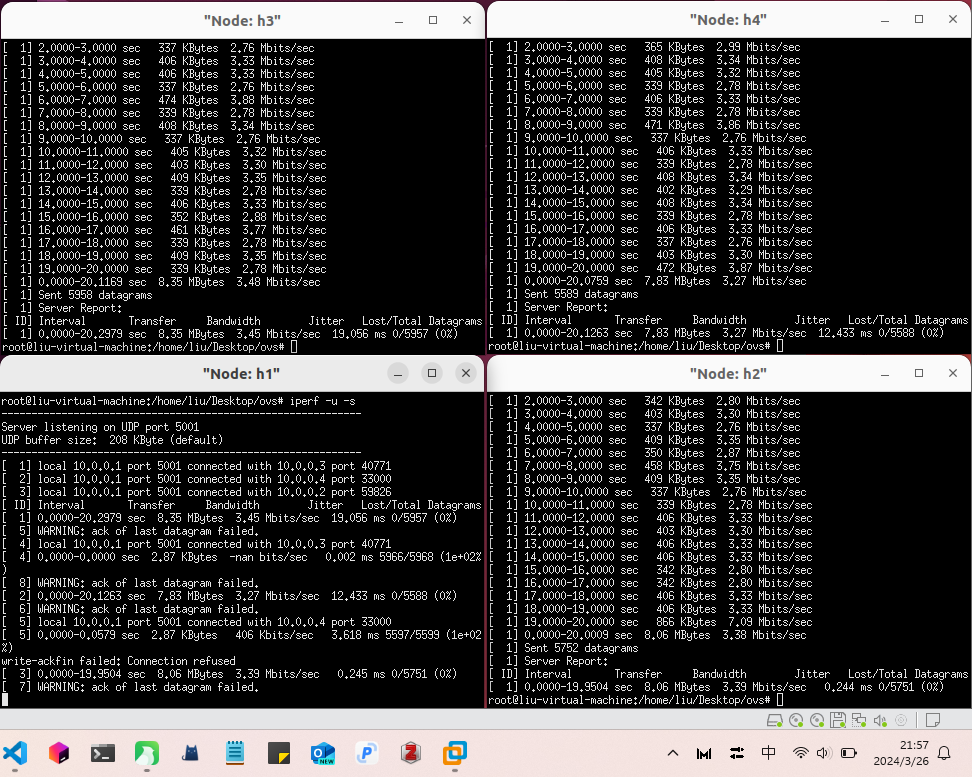 "Node: h3"
[  1] 2.0000-3.0000 sec   337 KBytes  2.76 Mbits/sec
[  1] 3.0000-4.0000 sec   406 KBytes  3.33 Mbits/sec
[  1] 4.0000-5.0000 sec   406 KBytes  3.33 Mbits/sec
[  1] 5.0000-6.0000 sec   337 KBytes  2.76 Mbits/sec
[  1] 6.0000-7.0000 sec   474 KBytes  3.88 Mbits/sec
[  1] 7.0000-8.0000 sec   339 KBytes  2.78 Mbits/sec
[  1] 8.0000-9.0000 sec   408 KBytes  3.34 Mbits/sec
[  1] 9.0000-10.0000 sec   337 KBytes  2.76 Mbits/sec
[  1] 10.0000-11.0000 sec   405 KBytes  3.32 Mbits/sec
[  1] 11.0000-12.0000 sec   403 KBytes  3.30 Mbits/sec
[  1] 12.0000-13.0000 sec   409 KBytes  3.35 Mbits/sec
[  1] 13.0000-14.0000 sec   339 KBytes  2.78 Mbits/sec
[  1] 14.0000-15.0000 sec   406 KBytes  3.33 Mbits/sec
[  1] 15.0000-16.0000 sec   352 KBytes  2.88 Mbits/sec
[  1] 16.0000-17.0000 sec   461 KBytes  3.77 Mbits/sec
[  1] 17.0000-18.0000 sec   339 KBytes  2.78 Mbits/sec
[  1] 18.0000-19.0000 sec   409 KBytes  3.35 Mbits/sec
[  1] 19.0000-20.0000 sec   339 KBytes  2.78 Mbits/sec
[  1] 0.0000-20.1169 sec  8.35 MBytes  3.48 Mbits/sec
[  1] Sent 5958 datagrams
[  1] Server Report:
[ ID] Interval       Transfer     Bandwidth        Jitter   Lost/Total Datagrams
[  1] 0.0000-20.2979 sec  8.35 MBytes  3.45 Mbits/sec  19.056 ms 0/5957 (0%)
root@liu-virtual-machine:/home/liu/Desktop/ovs#
"Node: h4"
[  1] 2.0000-3.0000 sec   365 KBytes  2.99 Mbits/sec
[  1] 3.0000-4.0000 sec   408 KBytes  3.34 Mbits/sec
[  1] 4.0000-5.0000 sec   405 KBytes  3.32 Mbits/sec
[  1] 5.0000-6.0000 sec   339 KBytes  2.78 Mbits/sec
[  1] 6.0000-7.0000 sec   406 KBytes  3.33 Mbits/sec
[  1] 7.0000-8.0000 sec   339 KBytes  2.78 Mbits/sec
[  1] 8.0000-9.0000 sec   471 KBytes  3.86 Mbits/sec
[  1] 9.0000-10.0000 sec   337 KBytes  2.76 Mbits/sec
[  1] 10.0000-11.0000 sec   406 KBytes  3.33 Mbits/sec
[  1] 11.0000-12.0000 sec   339 KBytes  2.78 Mbits/sec
[  1] 12.0000-13.0000 sec   408 KBytes  3.34 Mbits/sec
[  1] 13.0000-14.0000 sec   402 KBytes  3.29 Mbits/sec
[  1] 14.0000-15.0000 sec   408 KBytes  3.34 Mbits/sec
[  1] 15.0000-16.0000 sec   339 KBytes  2.78 Mbits/sec
[  1] 16.0000-17.0000 sec   406 KBytes  3.33 Mbits/sec
[  1] 17.0000-18.0000 sec   337 KBytes  2.76 Mbits/sec
[  1] 18.0000-19.0000 sec   403 KBytes  3.30 Mbits/sec
[  1] 19.0000-20.0000 sec   472 KBytes  3.87 Mbits/sec
[  1] 0.0000-20.0759 sec  7.83 MBytes  3.27 Mbits/sec
[  1] Sent 5589 datagrams
[  1] Server Report:
[ ID] Interval       Transfer     Bandwidth        Jitter   Lost/Total Datagrams
[  1] 0.0000-20.1263 sec  7.83 MBytes  3.27 Mbits/sec  12.433 ms 0/5588 (0%)
root@liu-virtual-machine:/home/liu/Desktop/ovs#
"Node: h1"
root@liu-virtual-machine:/home/liu/Desktop/ovs# iperf -u -s
------------------------------------------------------------
Server listening on UDP port 5001
UDP buffer size:  208 KByte (default)
------------------------------------------------------------
[  1] local 10.0.0.1 port 5001 connected with 10.0.0.3 port 40771
[  2] local 10.0.0.1 port 5001 connected with 10.0.0.4 port 33000
[  3] local 10.0.0.1 port 5001 connected with 10.0.0.2 port 59826
[ ID] Interval       Transfer     Bandwidth        Jitter   Lost/Total Datagrams
[  1] 0.0000-20.2979 sec  8.35 MBytes  3.45 Mbits/sec  19.056 ms 0/5957 (0%)
[  5] WARNING: ack of last datagram failed.
[  4] local 10.0.0.1 port 5001 connected with 10.0.0.3 port 40771
[  4] 0.0000-0.0000 sec  2.87 KBytes  -nan bits/sec   0.002 ms 5966/5968 (1e+02%
)
[  8] WARNING: ack of last datagram failed.
[  2] 0.0000-20.1263 sec  7.83 MBytes  3.27 Mbits/sec  12.433 ms 0/5588 (0%)
[  6] WARNING: ack of last datagram failed.
[  5] local 10.0.0.1 port 5001 connected with 10.0.0.4 port 33000
[  5] 0.0000-0.0579 sec  2.87 KBytes   406 Kbits/sec   3.618 ms 5597/5599 (1e+02
%)
write-ackfin failed: Connection refused
[  3] 0.0000-19.9504 sec  8.06 MBytes  3.39 Mbits/sec   0.245 ms 0/5751 (0%)
[  7] WARNING: ack of last datagram failed.
"Node: h2"
[  1] 2.0000-3.0000 sec   342 KBytes  2.80 Mbits/sec
[  1] 3.0000-4.0000 sec   403 KBytes  3.30 Mbits/sec
[  1] 4.0000-5.0000 sec   337 KBytes  2.76 Mbits/sec
[  1] 5.0000-6.0000 sec   409 KBytes  3.35 Mbits/sec
[  1] 6.0000-7.0000 sec   350 KBytes  2.87 Mbits/sec
[  1] 7.0000-8.0000 sec   458 KBytes  3.75 Mbits/sec
[  1] 8.0000-9.0000 sec   409 KBytes  3.35 Mbits/sec
[  1] 9.0000-10.0000 sec   337 KBytes  2.76 Mbits/sec
[  1] 10.0000-11.0000 sec   339 KBytes  2.78 Mbits/sec
[  1] 11.0000-12.0000 sec   406 KBytes  3.33 Mbits/sec
[  1] 12.0000-13.0000 sec   403 KBytes  3.30 Mbits/sec
[  1] 13.0000-14.0000 sec   406 KBytes  3.33 Mbits/sec
[  1] 14.0000-15.0000 sec   406 KBytes  3.33 Mbits/sec
[  1] 15.0000-16.0000 sec   342 KBytes  2.80 Mbits/sec
[  1] 16.0000-17.0000 sec   342 KBytes  2.80 Mbits/sec
[  1] 17.0000-18.0000 sec   406 KBytes  3.33 Mbits/sec
[  1] 18.0000-19.0000 sec   406 KBytes  3.33 Mbits/sec
[  1] 19.0000-20.0000 sec   866 KBytes  7.09 Mbits/sec
[  1] 0.0000-20.0009 sec  8.06 MBytes  3.38 Mbits/sec
[  1] Sent 5752 datagrams
[  1] Server Report:
[ ID] Interval       Transfer     Bandwidth        Jitter   Lost/Total Datagrams
[  1] 0.0000-19.9504 sec  8.06 MBytes  3.39 Mbits/sec   0.244 ms 0/5751 (0%)
root@liu-virtual-machine:/home/liu/Desktop/ovs#
NEW
中
21:57
2024/3/26